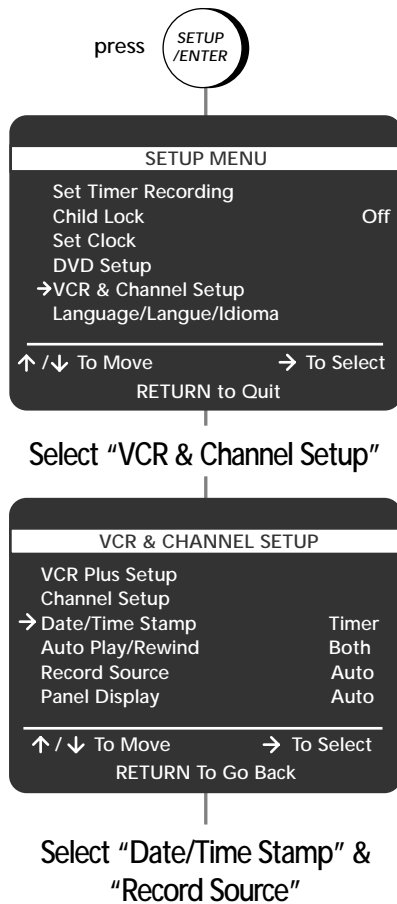 press SETUP
/ENTER
SETUP MENU
Set Timer Recording
Child Lock Off
Set Clock
DVD Setup
→VCR & Channel Setup
Language/Langue/Idioma
↑ /↓ To Move → To Select
RETURN to Quit
Select “VCR & Channel Setup”
VCR & CHANNEL SETUP
VCR Plus Setup
Channel Setup
→ Date/Time Stamp Timer
Auto Play/Rewind Both
Record Source Auto
Panel Display Auto
↑ / ↓ To Move → To Select
RETURN To Go Back
Select “Date/Time Stamp” &
“Record Source”